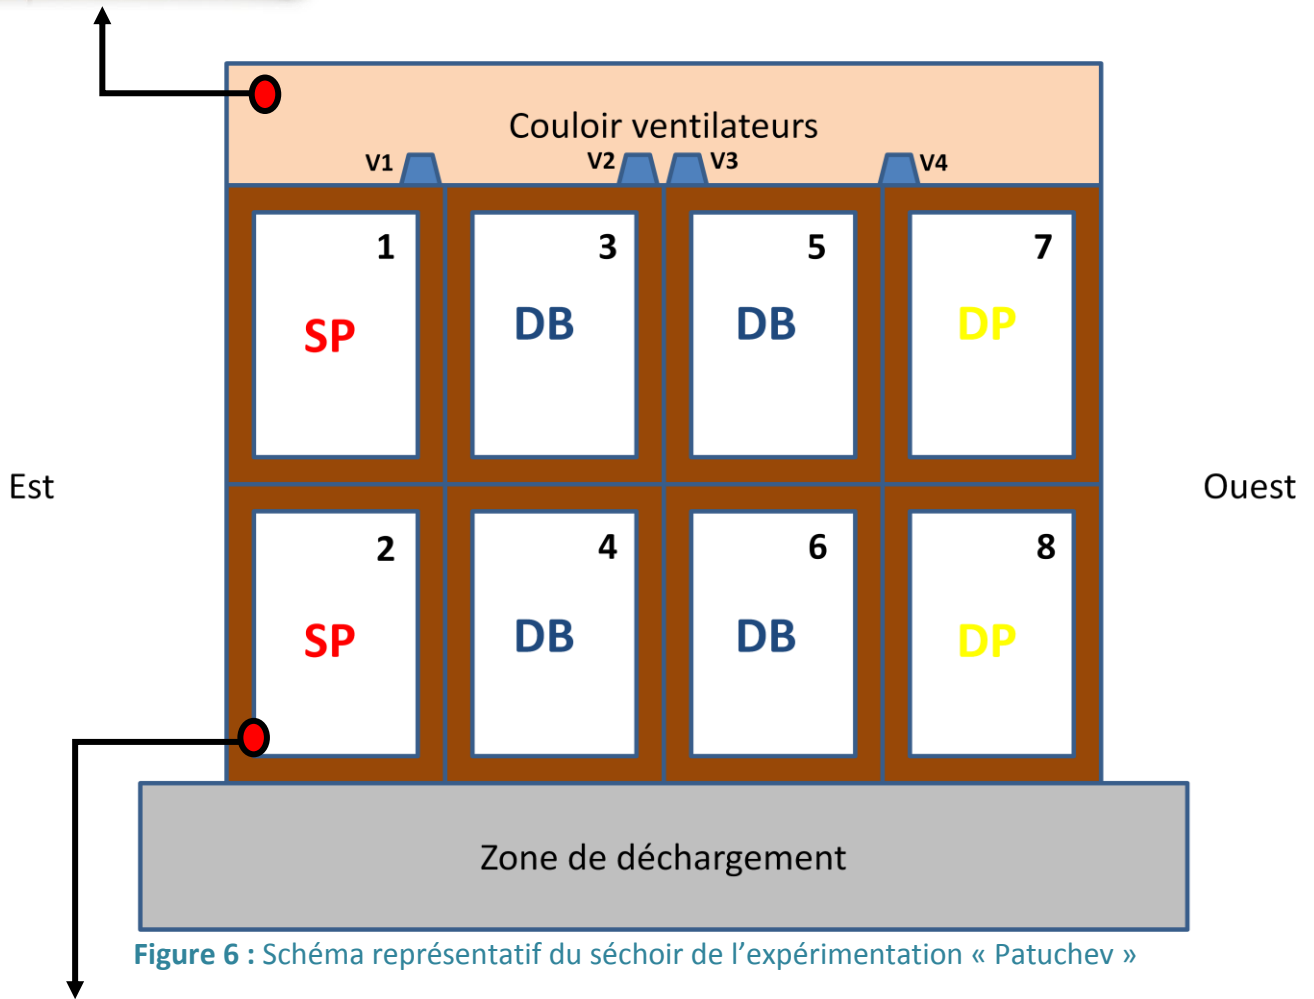 Couloir ventilateurs
V1 V2 V3 V4
1 3 5 7
SP DB DB DP
Est Ouest
2 4 6 8
SP DB DB DP
Zone de déchargement
Figure 6 : Schéma représentatif du séchoir de l’expérimentation « Patuchev »